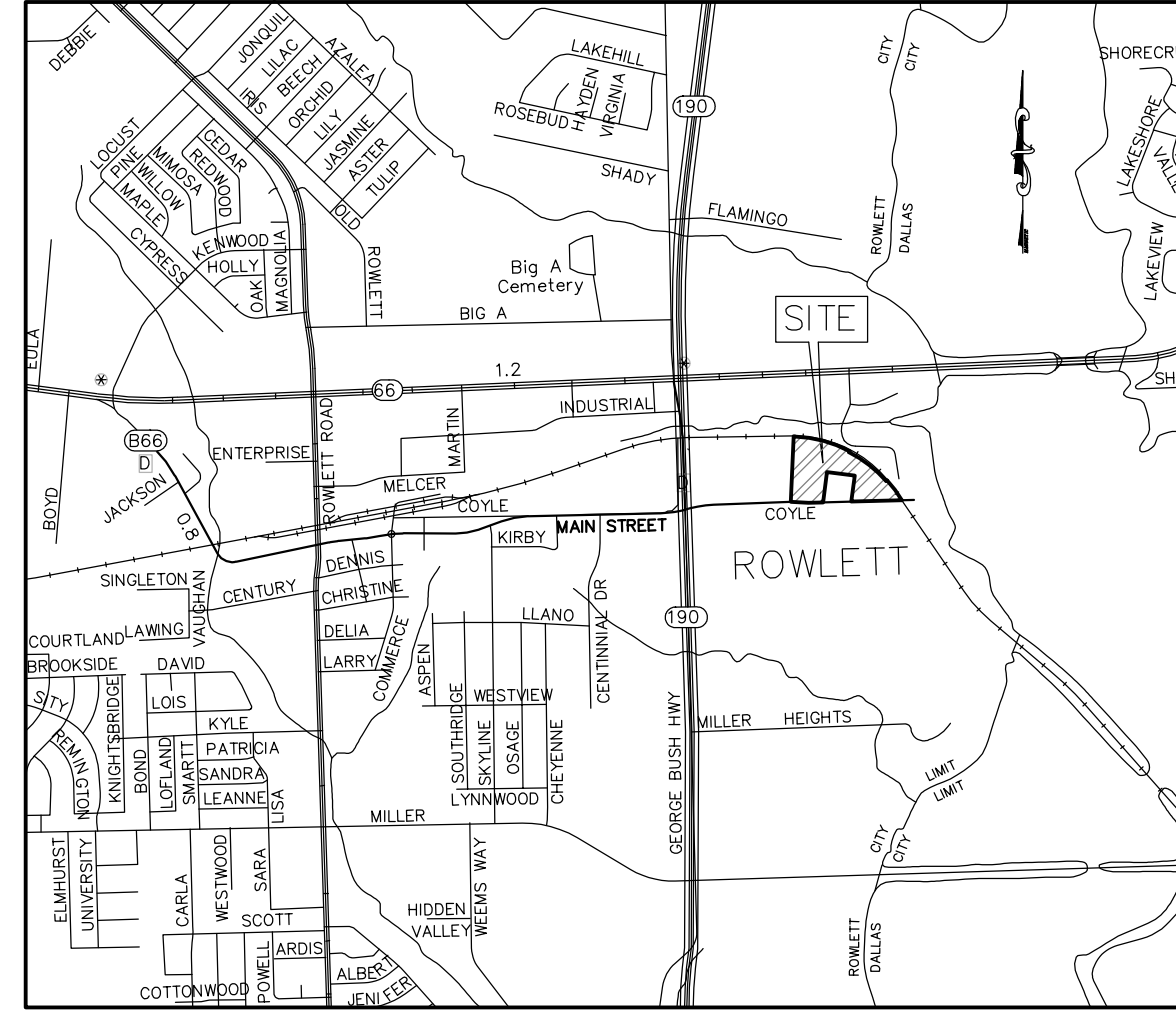 DEBBIE
JONQUIL
LILAC
BEECH
ORCHID
LILY
JASMINE
ASTER
TULIP
AZALEA
IRIS
LAKEHILL
HAYDEN
VIRGINIA
ROSEBUD
SHADY
190
CITY
CITY
SHORECR
LAKESHORE
LOCUST
PINE
MIMOSA
WILLOW
MAPLE
CYPRESS
CEDAR
REDWOOD
KENWOOD
HOLLY
OAK
MAGNOLIA
OLD
ROWLETT
FLAMINGO
ROWLETT
DALLAS
LAKEVIEW
Big A
Cemetery
BIG A
SITE
EULA
66
1.2
SH
B66
D
BOYD
JACKSON
0.8
ENTERPRISE
ROWLETT ROAD
MARTIN
INDUSTRIAL
MELCER
COYLE
MAIN STREET
KIRBY
COYLE
ROWLETT
SINGLETON
VAUGHAN
CENTURY
DENNIS
CHRISTINE
DELIA
LARRY
COMMERCE
ASPEN
LLANO
CENTINNIAL DR
190
COURTLAND
LAWING
BROOKSIDE
DAVID
LOIS
SITY
REMINGTON
KNIGHTSBRIDGE
BOND
LOFLAND
SMARTT
KYLE
PATRICIA
SANDRA
LEANNE
LISA
SOUTHRIDGE
SKYLINE
WESTVIEW
OSAGE
CHEYENNE
LYNNWOOD
GEORGE BUSH HWY
MILLER HEIGHTS
LIMIT
LIMIT
CITY
CITY
MILLER
ELMHURST
UNIVERSITY
CARLA
WESTWOOD
SARA
SCOTT
WEEMS WAY
HIDDEN
VALLEY
ROWLETT
DALLAS
POWELL
ARDIS
ALBERT
JENIFER
COTTONWOOD